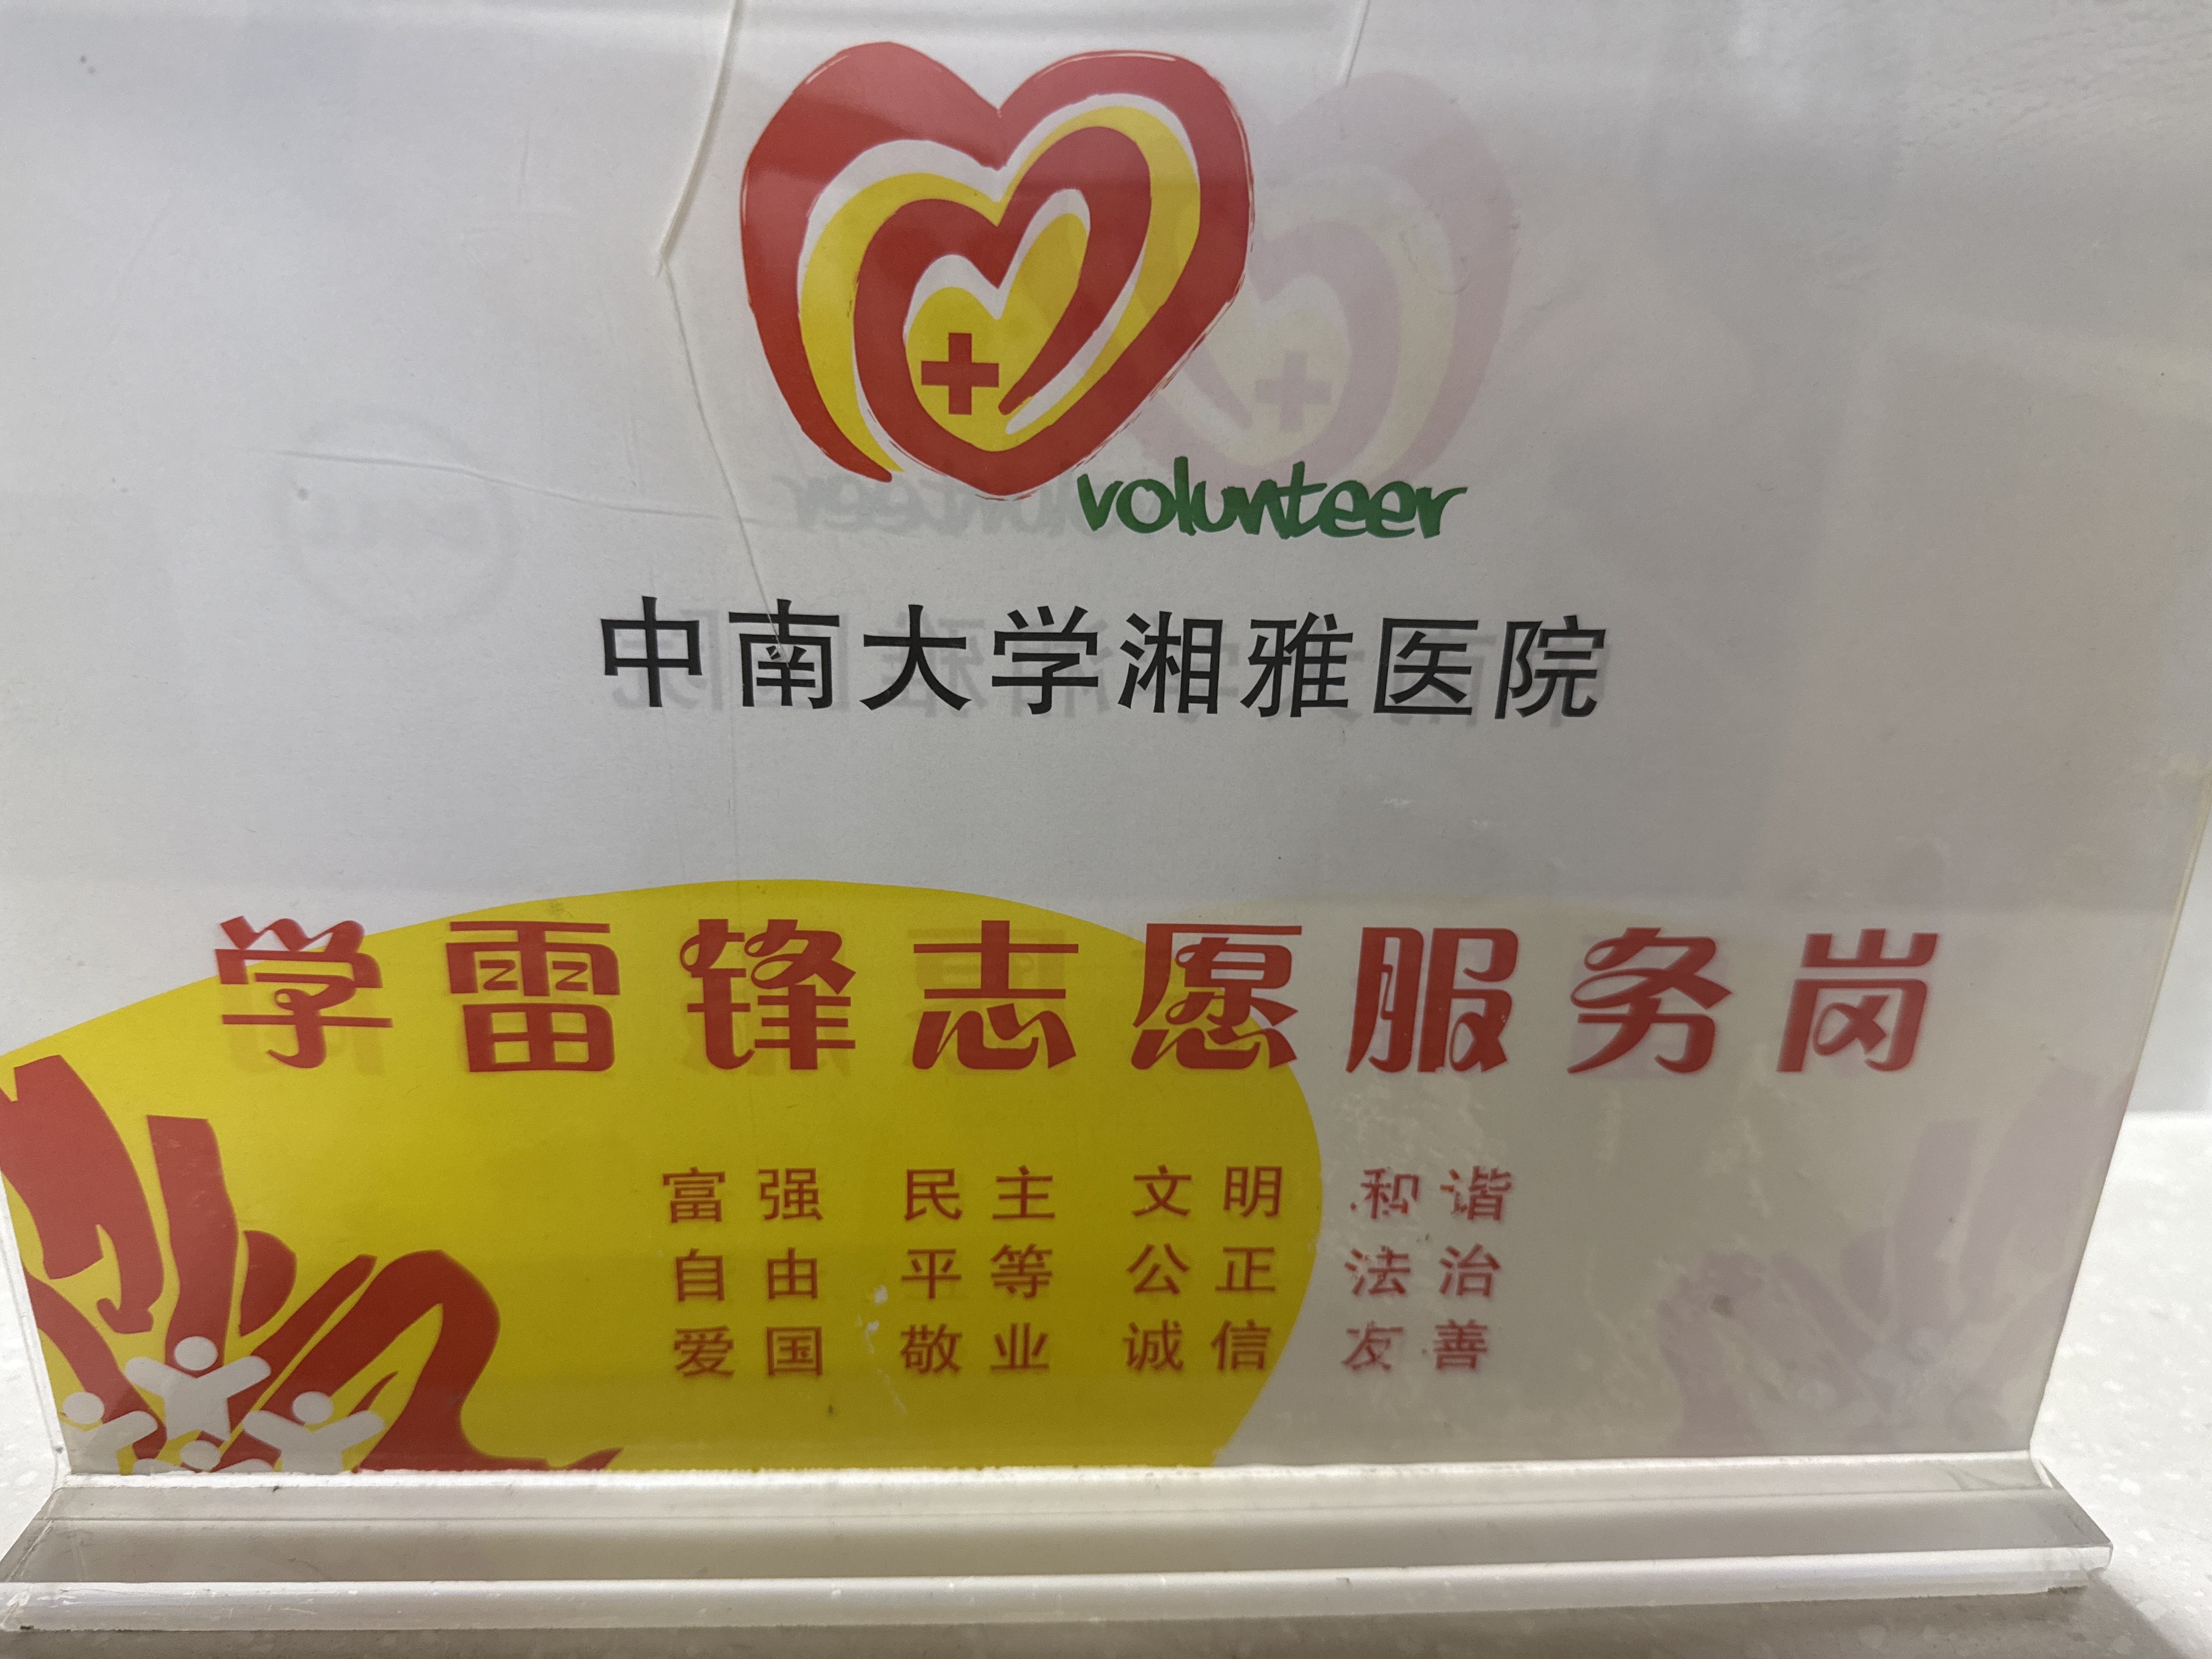 volunteer
中南大学湘雅医院
学雷锋志愿服务岗
富强 民主 文明 和谐
自由 平等 公正 法治
爱国 敬业 诚信 友善